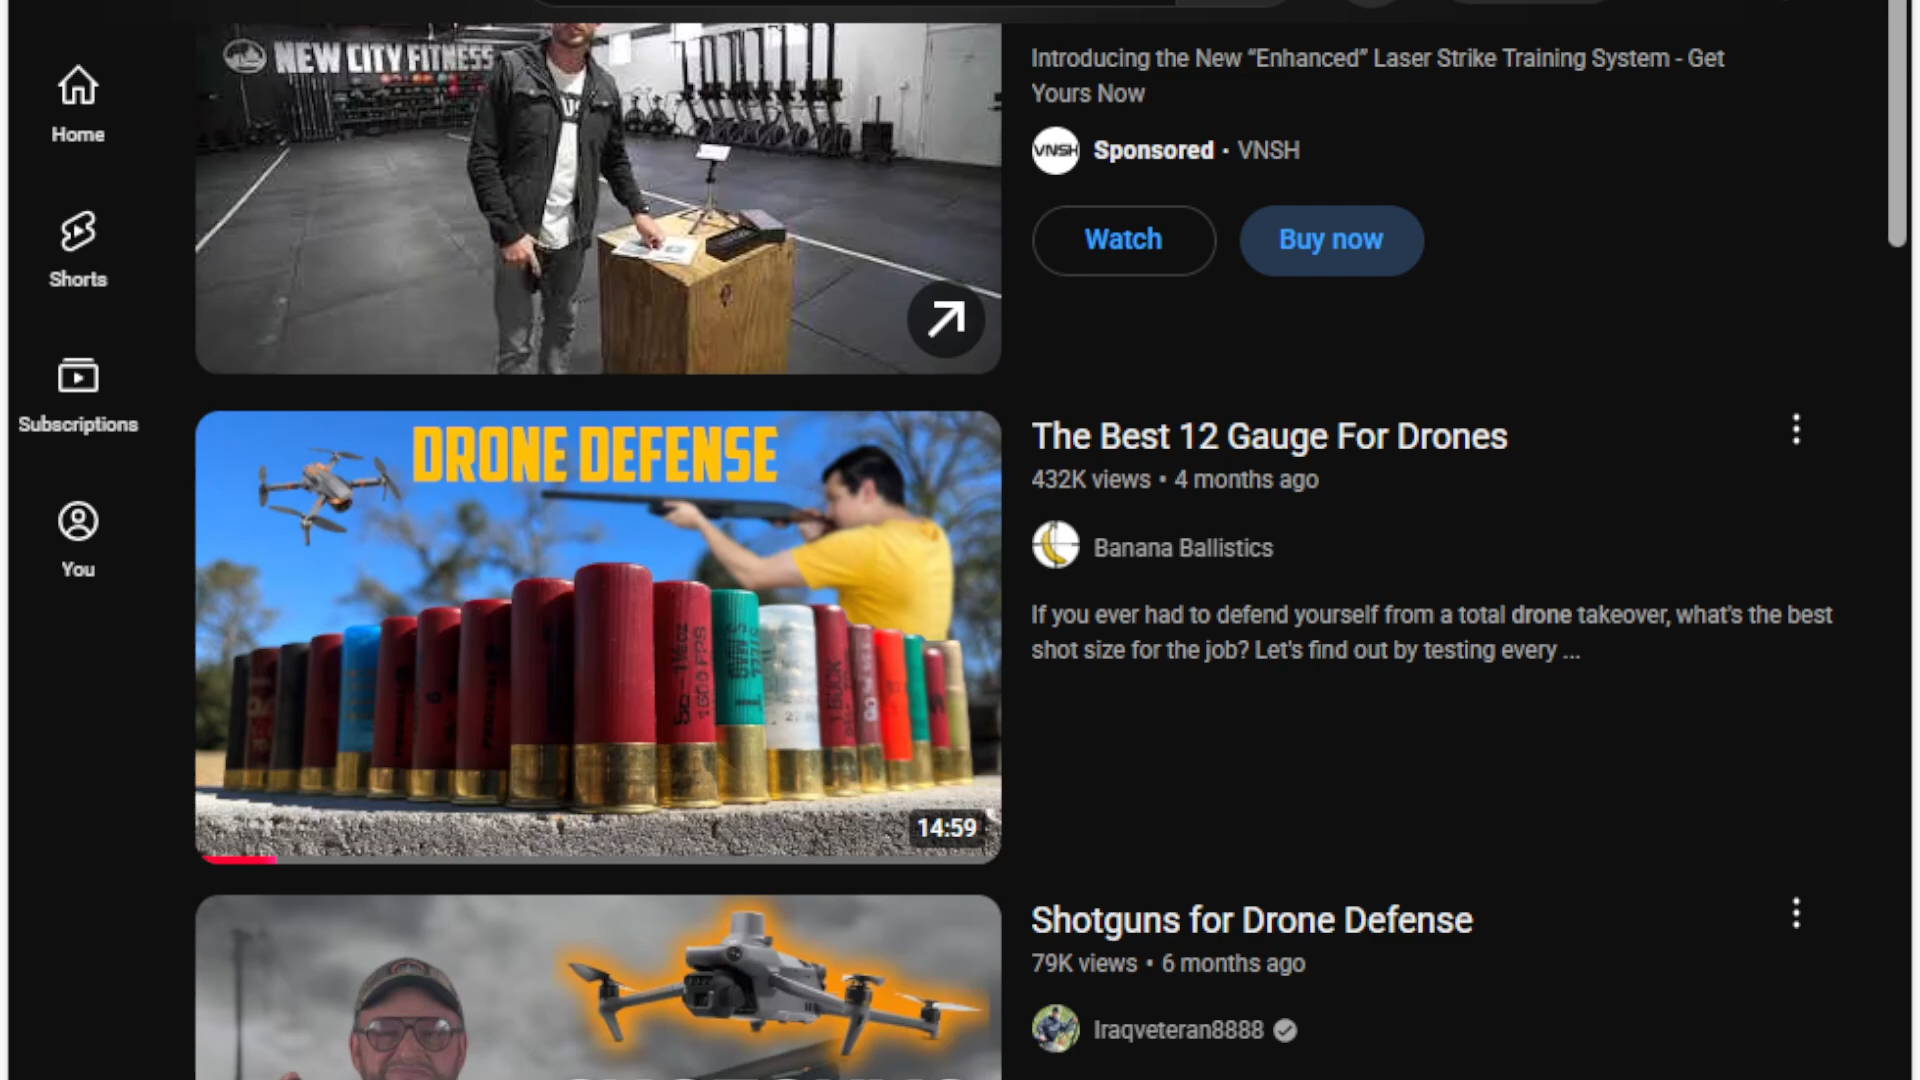 NEW CITY FITNESS
Introducing the New “Enhanced” Laser Strike Training System - Get
Yours Now
VNSH
Sponsored • VNSH
Watch
Buy now
Home
Shorts
Subscriptions
You
DRONE DEFENSE
1600 FPS
14:59
The Best 12 Gauge For Drones
432K views • 4 months ago
Banana Ballistics
If you ever had to defend yourself from a total drone takeover, what's the best
shot size for the job? Let's find out by testing every ...
Shotguns for Drone Defense
79K views • 6 months ago
Iraqveteran8888